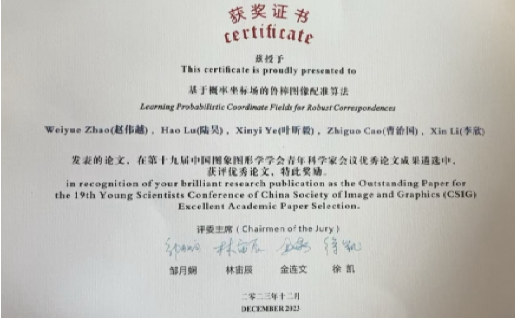 获奖证书
certificate
兹授予
This certificate is proudly presented to
基于概率坐标场的鲁棒图像配准算法
Learning Probabilistic Coordinate Fields for Robust Correspondences
Weiyue Zhao(赵伟越), Hao Lu(陆昊), Xinyi Ye(叶昕毅), Zhiguo Cao(曹治国), Xin Li(李欣)
发表的论文，在第十九届中国图象图形学学会青年科学家会议优秀论文成果遴选中，
获评优秀论文，特此奖励。
in recognition of your brilliant research publication as the Outstanding Paper for
the 19th Young Scientists Conference of China Society of Image and Graphics (CSIG)
Excellent Academic Paper Selection.
评委主席（Chairmen of the Jury）
邹月娴 林宙辰 金连文 徐凯
二零二三年十二月
DECEMBER 2023